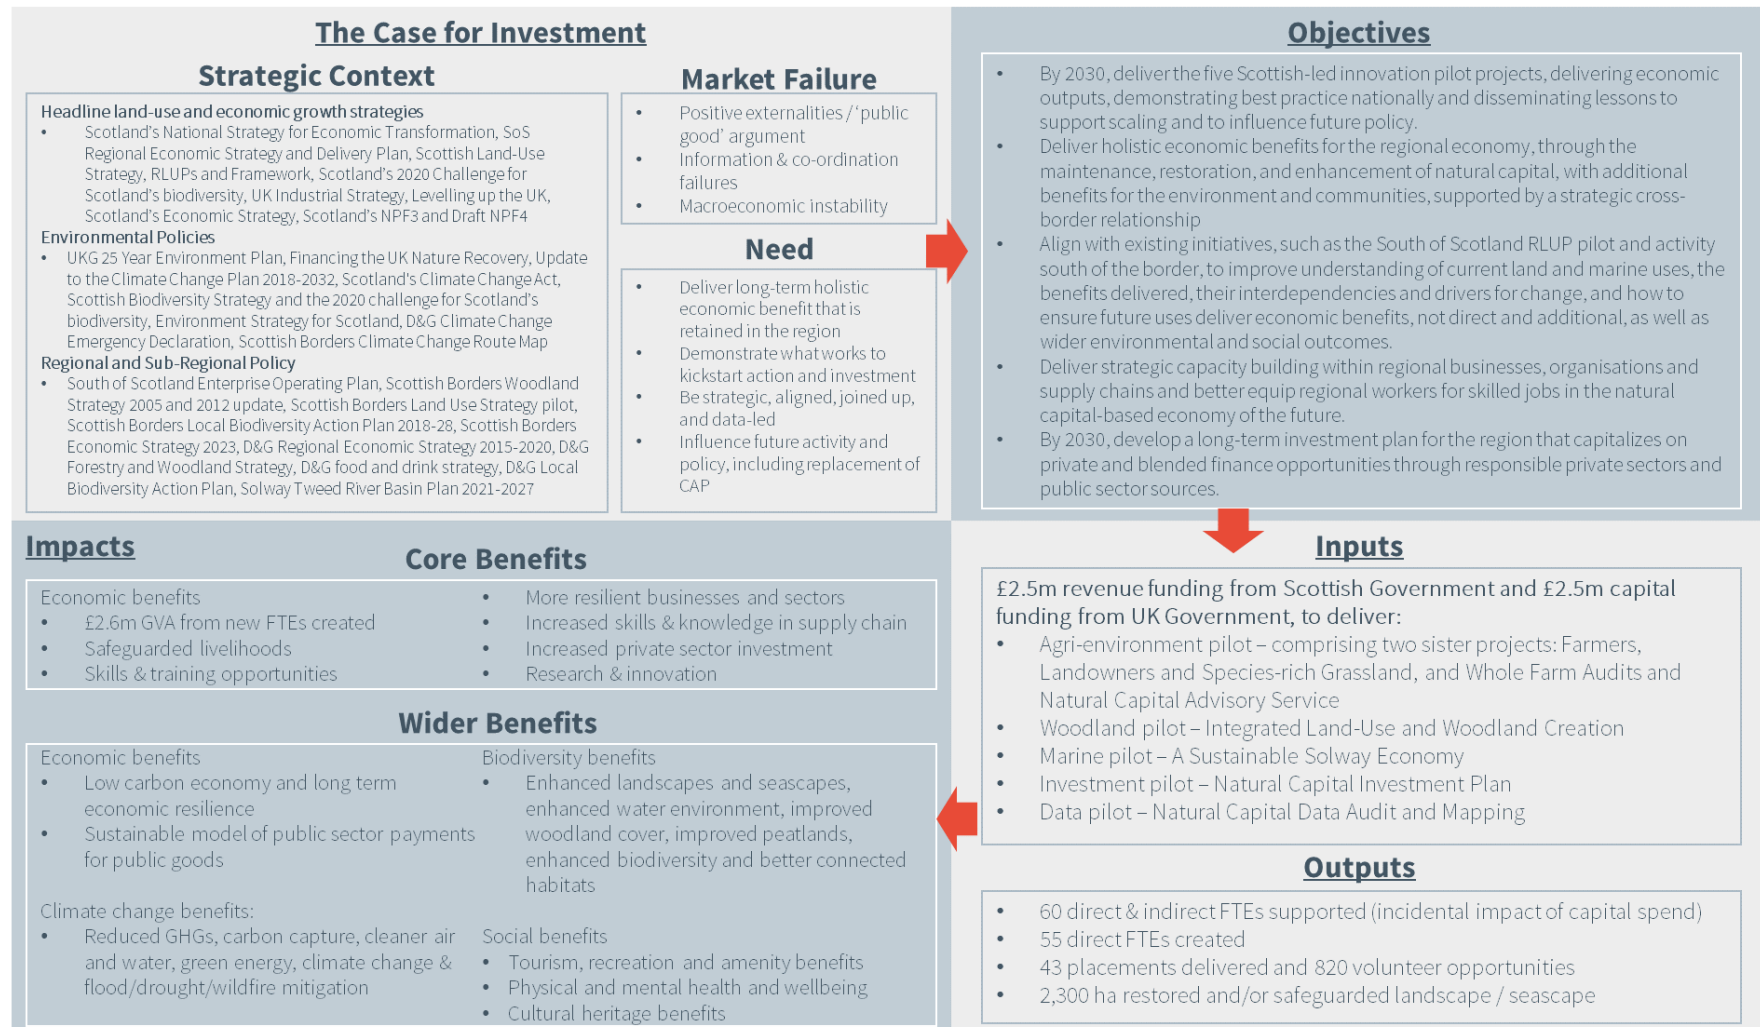 The Case for Investment
Strategic Context
Headline land-use and economic growth strategies
• Scotland's National Strategy for Economic Transformation, SoS
Regional Economic Strategy and Delivery Plan, Scottish Land-Use
Strategy, RLUPs and Framework, Scotland's 2020 Challenge for
Scotland's biodiversity, UK Industrial Strategy, Levelling up the UK,
Scotland's Economic Strategy, Scotland's NPF3 and Draft NPF4
Environmental Policies
• UKG 25 Year Environment Plan, Financing the UK Nature Recovery, Update
to the Climate Change Plan 2018-2032, Scotland's Climate Change Act,
Scottish Biodiversity Strategy and the 2020 challenge for Scotland's
biodiversity, Environment Strategy for Scotland, D&G Climate Change
Emergency Declaration, Scottish Borders Climate Change Route Map
Regional and Sub-Regional Policy
• South of Scotland Enterprise Operating Plan, Scottish Borders Woodland
Strategy 2005 and 2012 update, Scottish Borders Land Use Strategy pilot,
Scottish Borders Local Biodiversity Action Plan 2018-28, Scottish Borders
Economic Strategy 2023, D&G Regional Economic Strategy 2015-2020, D&G
Forestry and Woodland Strategy, D&G food and drink strategy, D&G Local
Biodiversity Action Plan, Solway Tweed River Basin Plan 2021-2027
Market Failure
• Positive externalities / 'public
good' argument
• Information & co-ordination
failures
• Macroeconomic instability
Need
• Deliver long-term holistic
economic benefit that is
retained in the region
• Demonstrate what works to
kickstart action and investment
• Be strategic, aligned, joined up,
and data-led
• Influence future activity and
policy, including replacement of
CAP
Objectives
• By 2030, deliver the five Scottish-led innovation pilot projects, delivering economic
outputs, demonstrating best practice nationally and disseminating lessons to
support scaling and to influence future policy.
• Deliver holistic economic benefits for the regional economy, through the
maintenance, restoration, and enhancement of natural capital, with additional
benefits for the environment and communities, supported by a strategic cross-
border relationship
• Align with existing initiatives, such as the South of Scotland RLUP pilot and activity
south of the border, to improve understanding of current land and marine uses, the
benefits delivered, their interdependencies and drivers for change, and how to
ensure future uses deliver economic benefits, not direct and additional, as well as
wider environmental and social outcomes.
• Deliver strategic capacity building within regional businesses, organisations and
supply chains and better equip regional workers for skilled jobs in the natural
capital-based economy of the future.
• By 2030, develop a long-term investment plan for the region that capitalizes on
private and blended finance opportunities through responsible private sectors and
public sector sources.
Inputs
£2.5m revenue funding from Scottish Government and £2.5m capital
funding from UK Government, to deliver:
• Agri-environment pilot – comprising two sister projects: Farmers,
Landowners and Species-rich Grassland, and Whole Farm Audits and
Natural Capital Advisory Service
• Woodland pilot – Integrated Land-Use and Woodland Creation
• Marine pilot – A Sustainable Solway Economy
• Investment pilot – Natural Capital Investment Plan
• Data pilot – Natural Capital Data Audit and Mapping
Outputs
• 60 direct & indirect FTEs supported (incidental impact of capital spend)
• 55 direct FTEs created
• 43 placements delivered and 820 volunteer opportunities
• 2,300 ha restored and/or safeguarded landscape / seascape
Impacts
Core Benefits
Economic benefits
• £2.6m GVA from new FTEs created
• Safeguarded livelihoods
• Skills & training opportunities
• More resilient businesses and sectors
• Increased skills & knowledge in supply chain
• Increased private sector investment
• Research & innovation
Wider Benefits
Economic benefits
• Low carbon economy and long term
economic resilience
• Sustainable model of public sector payments
for public goods
Climate change benefits:
• Reduced GHGs, carbon capture, cleaner air
and water, green energy, climate change &
flood/drought/wildfire mitigation
Biodiversity benefits
• Enhanced landscapes and seascapes,
enhanced water environment, improved
woodland cover, improved peatlands,
enhanced biodiversity and better connected
habitats
Social benefits
• Tourism, recreation and amenity benefits
• Physical and mental health and wellbeing
• Cultural heritage benefits